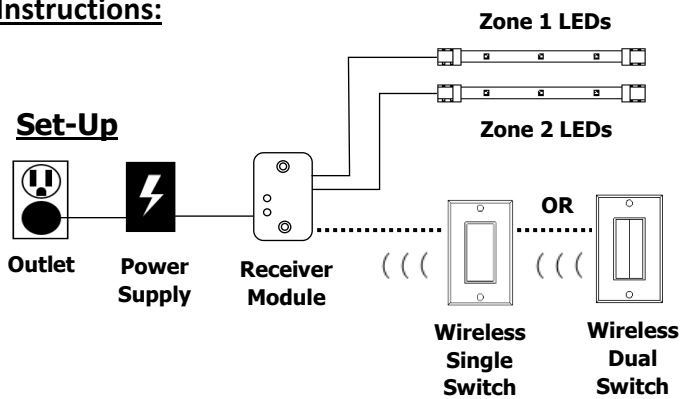 Instructions:
Zone 1 LEDs
Zone 2 LEDs
Set-Up
OR
Outlet
Power
Supply
Receiver
Module
Wireless
Single
Switch
Wireless
Dual
Switch